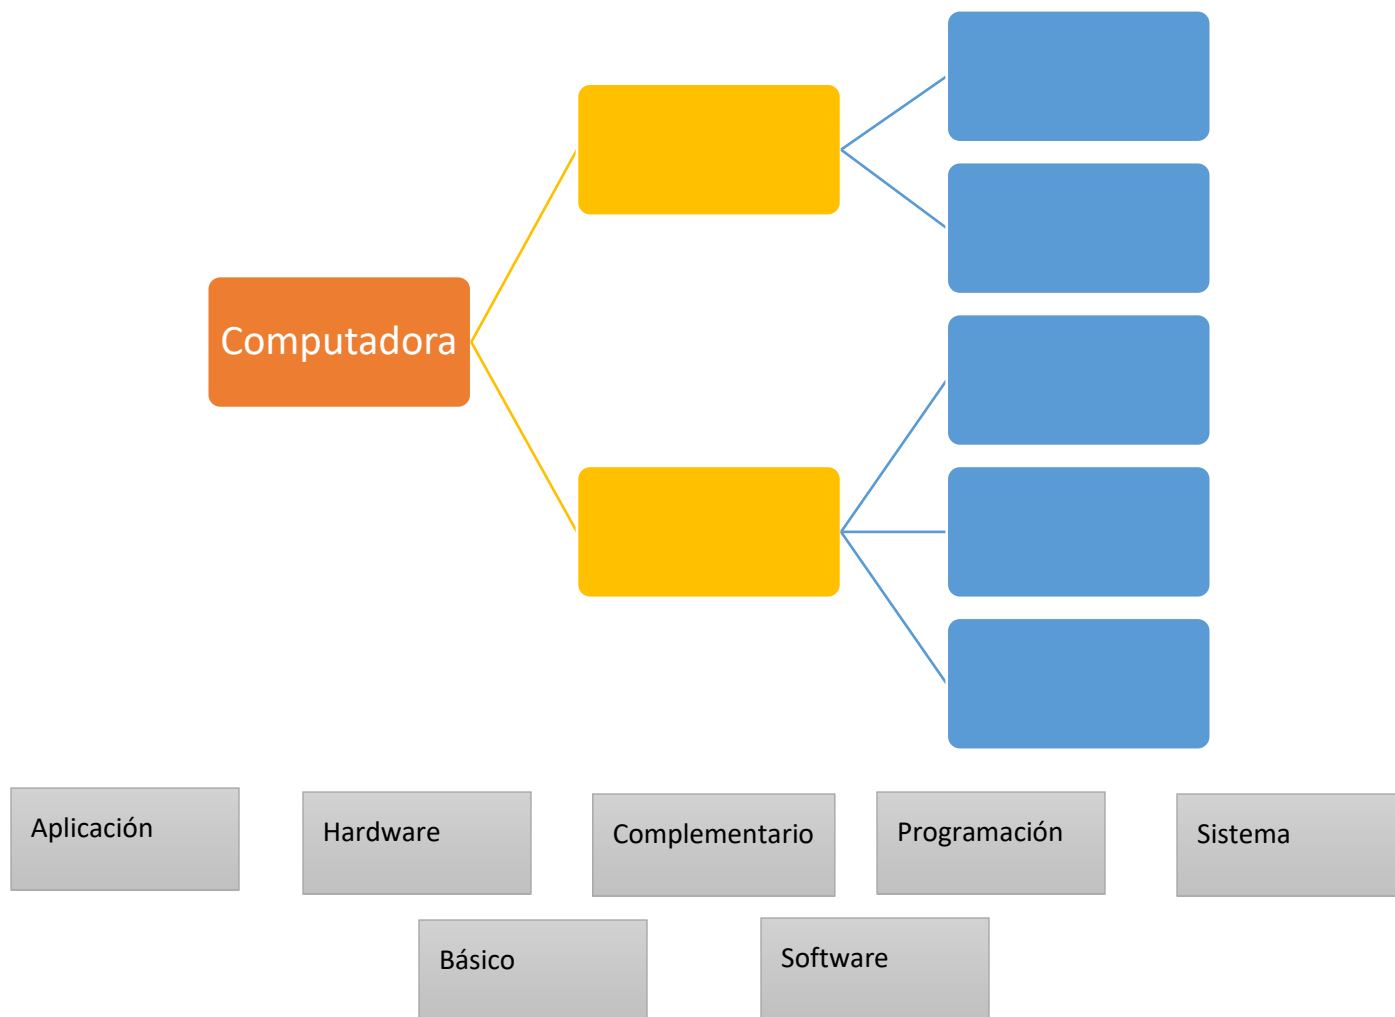 Computadora
Aplicación
Hardware
Complementario
Programación
Sistema
Básico
Software